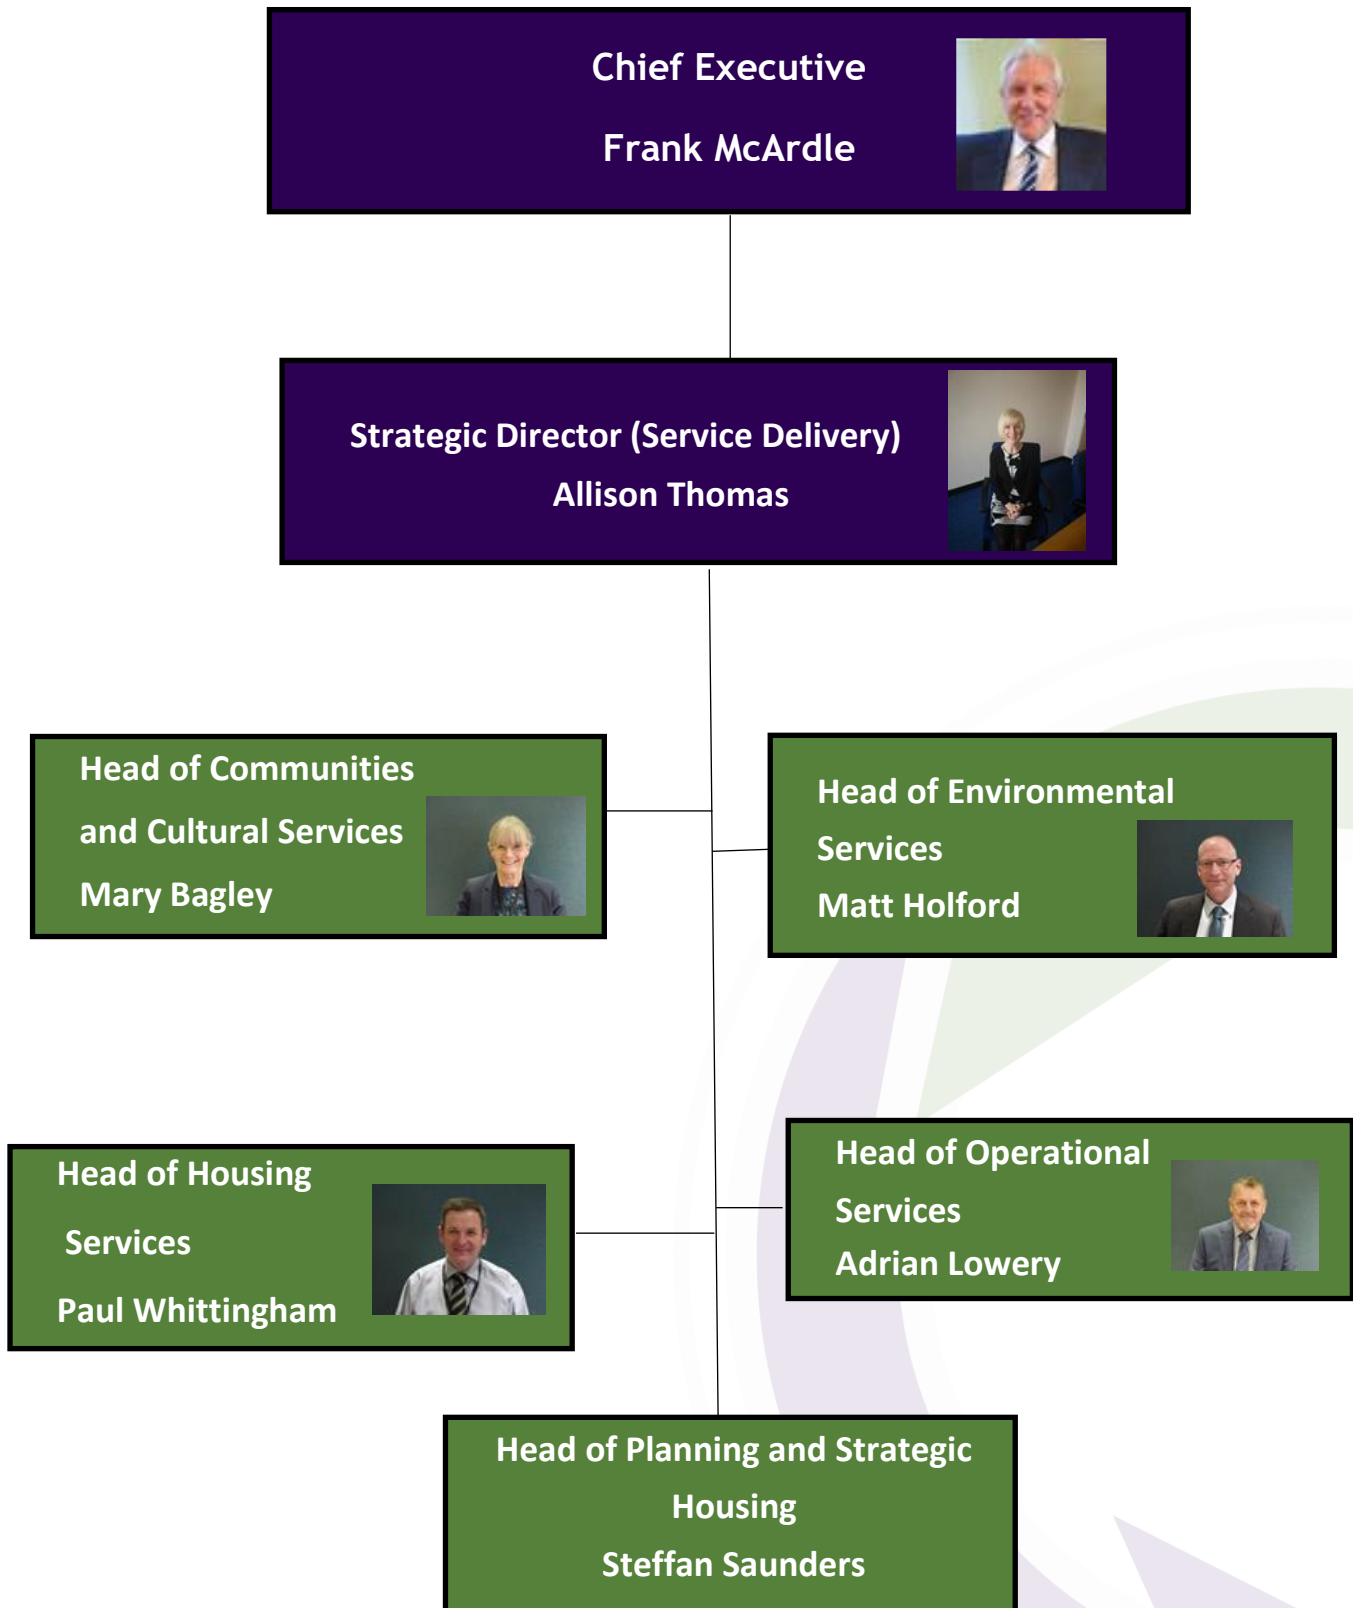 Chief Executive
Frank McArdle
Strategic Director (Service Delivery)
Allison Thomas
Head of Communities
and Cultural Services
Mary Bagley
Head of Environmental
Services
Matt Holford
Head of Housing
Services
Paul Whittingham
Head of Operational
Services
Adrian Lowery
Head of Planning and Strategic
Housing
Steffan Saunders